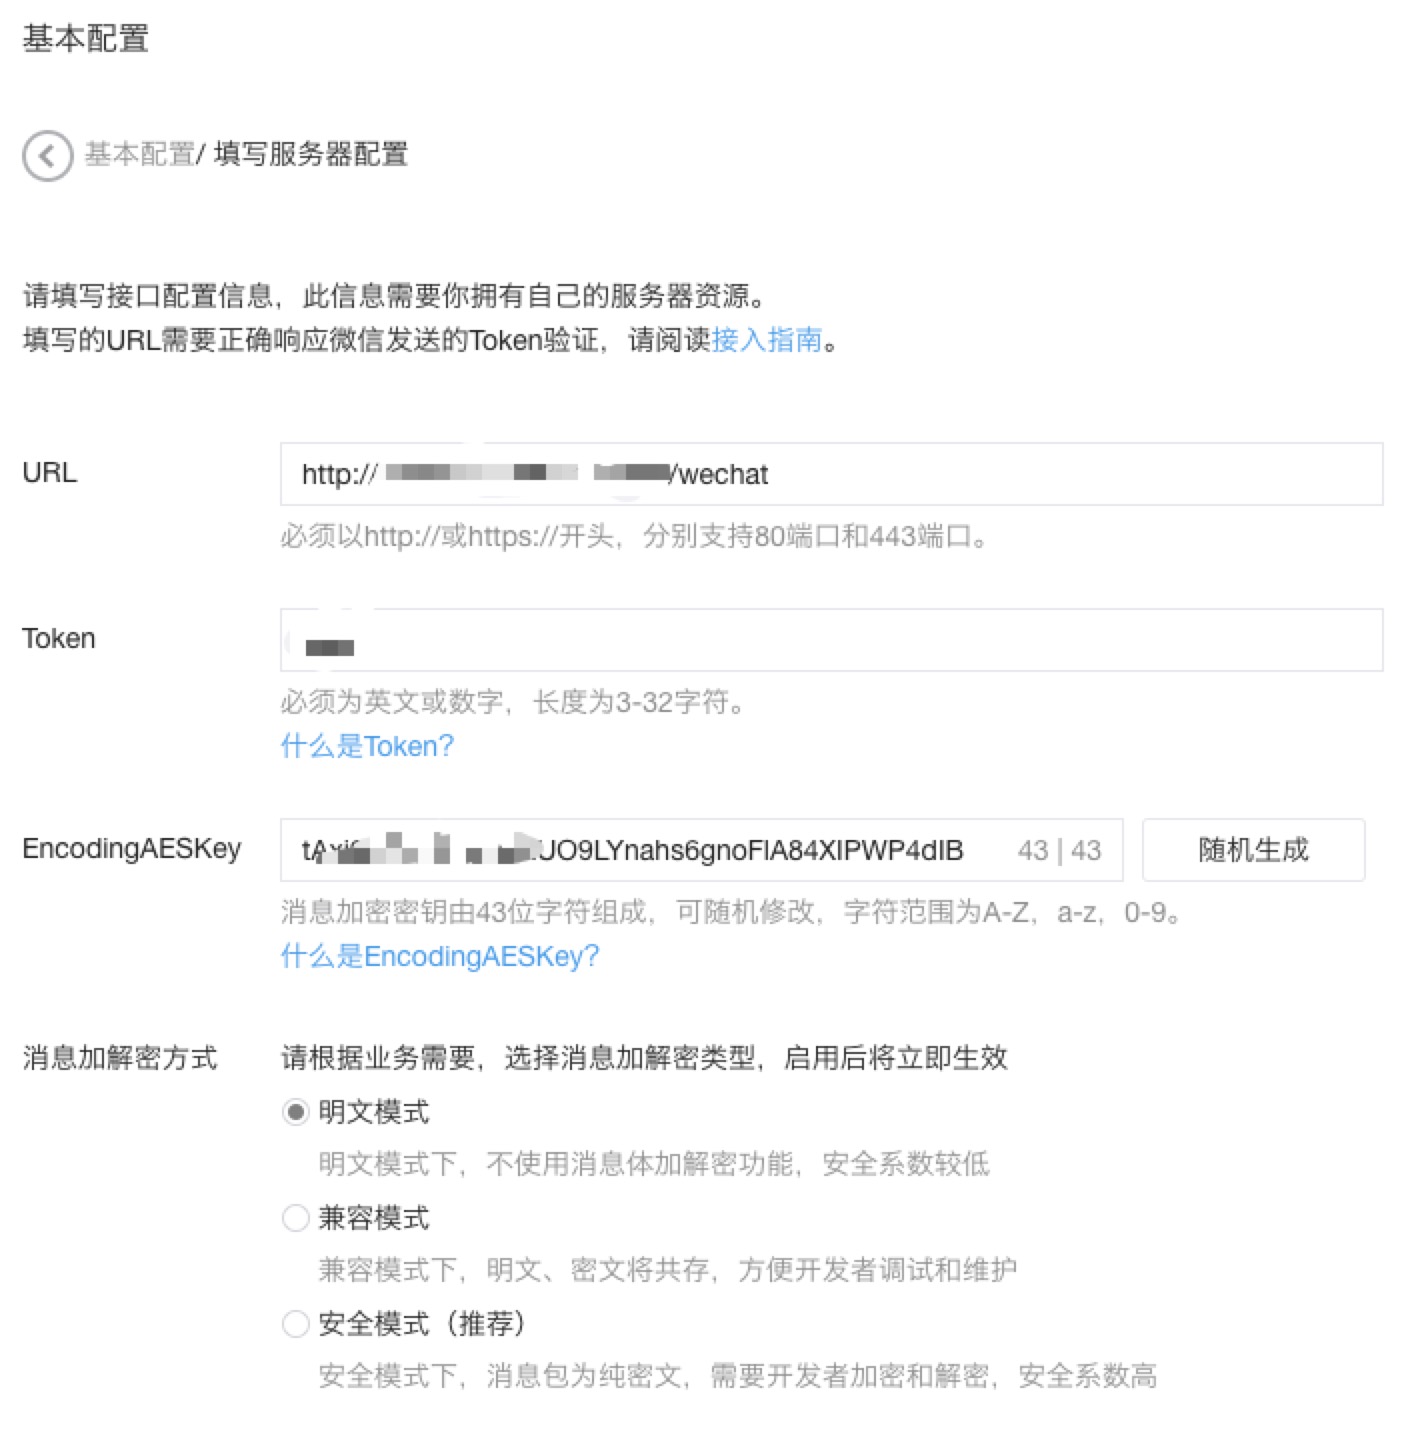 基本配置
基本配置/ 填写服务器配置
请填写接口配置信息，此信息需要你拥有自己的服务器资源。
填写的URL需要正确响应微信发送的Token验证，请阅读接入指南。
URL
http:// /wechat
必须以http://或https://开头，分别支持80端口和443端口。
Token
必须为英文或数字，长度为3-32字符。
什么是Token?
EncodingAESKey
UO9LYnahs6gnoFIA84XIPWP4dIB 43 | 43 随机生成
消息加密密钥由43位字符组成，可随机修改，字符范围为A-Z，a-z，0-9。
什么是EncodingAESKey?
消息加解密方式
请根据业务需要，选择消息加解密类型，启用后将立即生效
明文模式
明文模式下，不使用消息体加解密功能，安全系数较低
兼容模式
兼容模式下，明文、密文将共存，方便开发者调试和维护
安全模式（推荐）
安全模式下，消息包为纯密文，需要开发者加密和解密，安全系数高